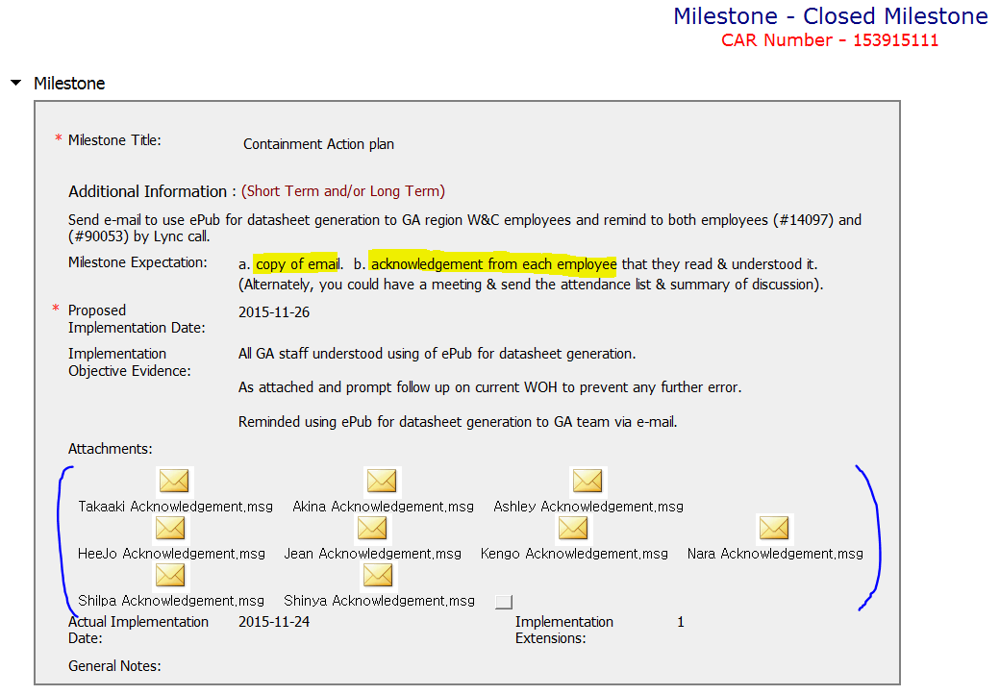 Milestone - Closed Milestone
CAR Number - 153915111
Milestone
* Milestone Title: Containment Action plan
Additional Information : (Short Term and/or Long Term)
Send e-mail to use ePub for datasheet generation to GA region W&C employees and remind to both employees (#14097) and
(#90053) by Lync call.
Milestone Expectation: a. copy of email. b. acknowledgement from each employee that they read & understood it.
(Alternately, you could have a meeting & send the attendance list & summary of discussion).
* Proposed
Implementation Date: 2015-11-26
Implementation
Objective Evidence: All GA staff understood using of ePub for datasheet generation.
As attached and prompt follow up on current WOH to prevent any further error.
Reminded using ePub for datasheet generation to GA team via e-mail.
Attachments:
Takaaki Acknowledgement.msg Akina Acknowledgement.msg Ashley Acknowledgement.msg
HeeJo Acknowledgement.msg Jean Acknowledgement.msg Kengo Acknowledgement.msg Nara Acknowledgement.msg
Shilpa Acknowledgement.msg Shinya Acknowledgement.msg
Actual Implementation
Date: 2015-11-24 Implementation
Extensions: 1
General Notes: